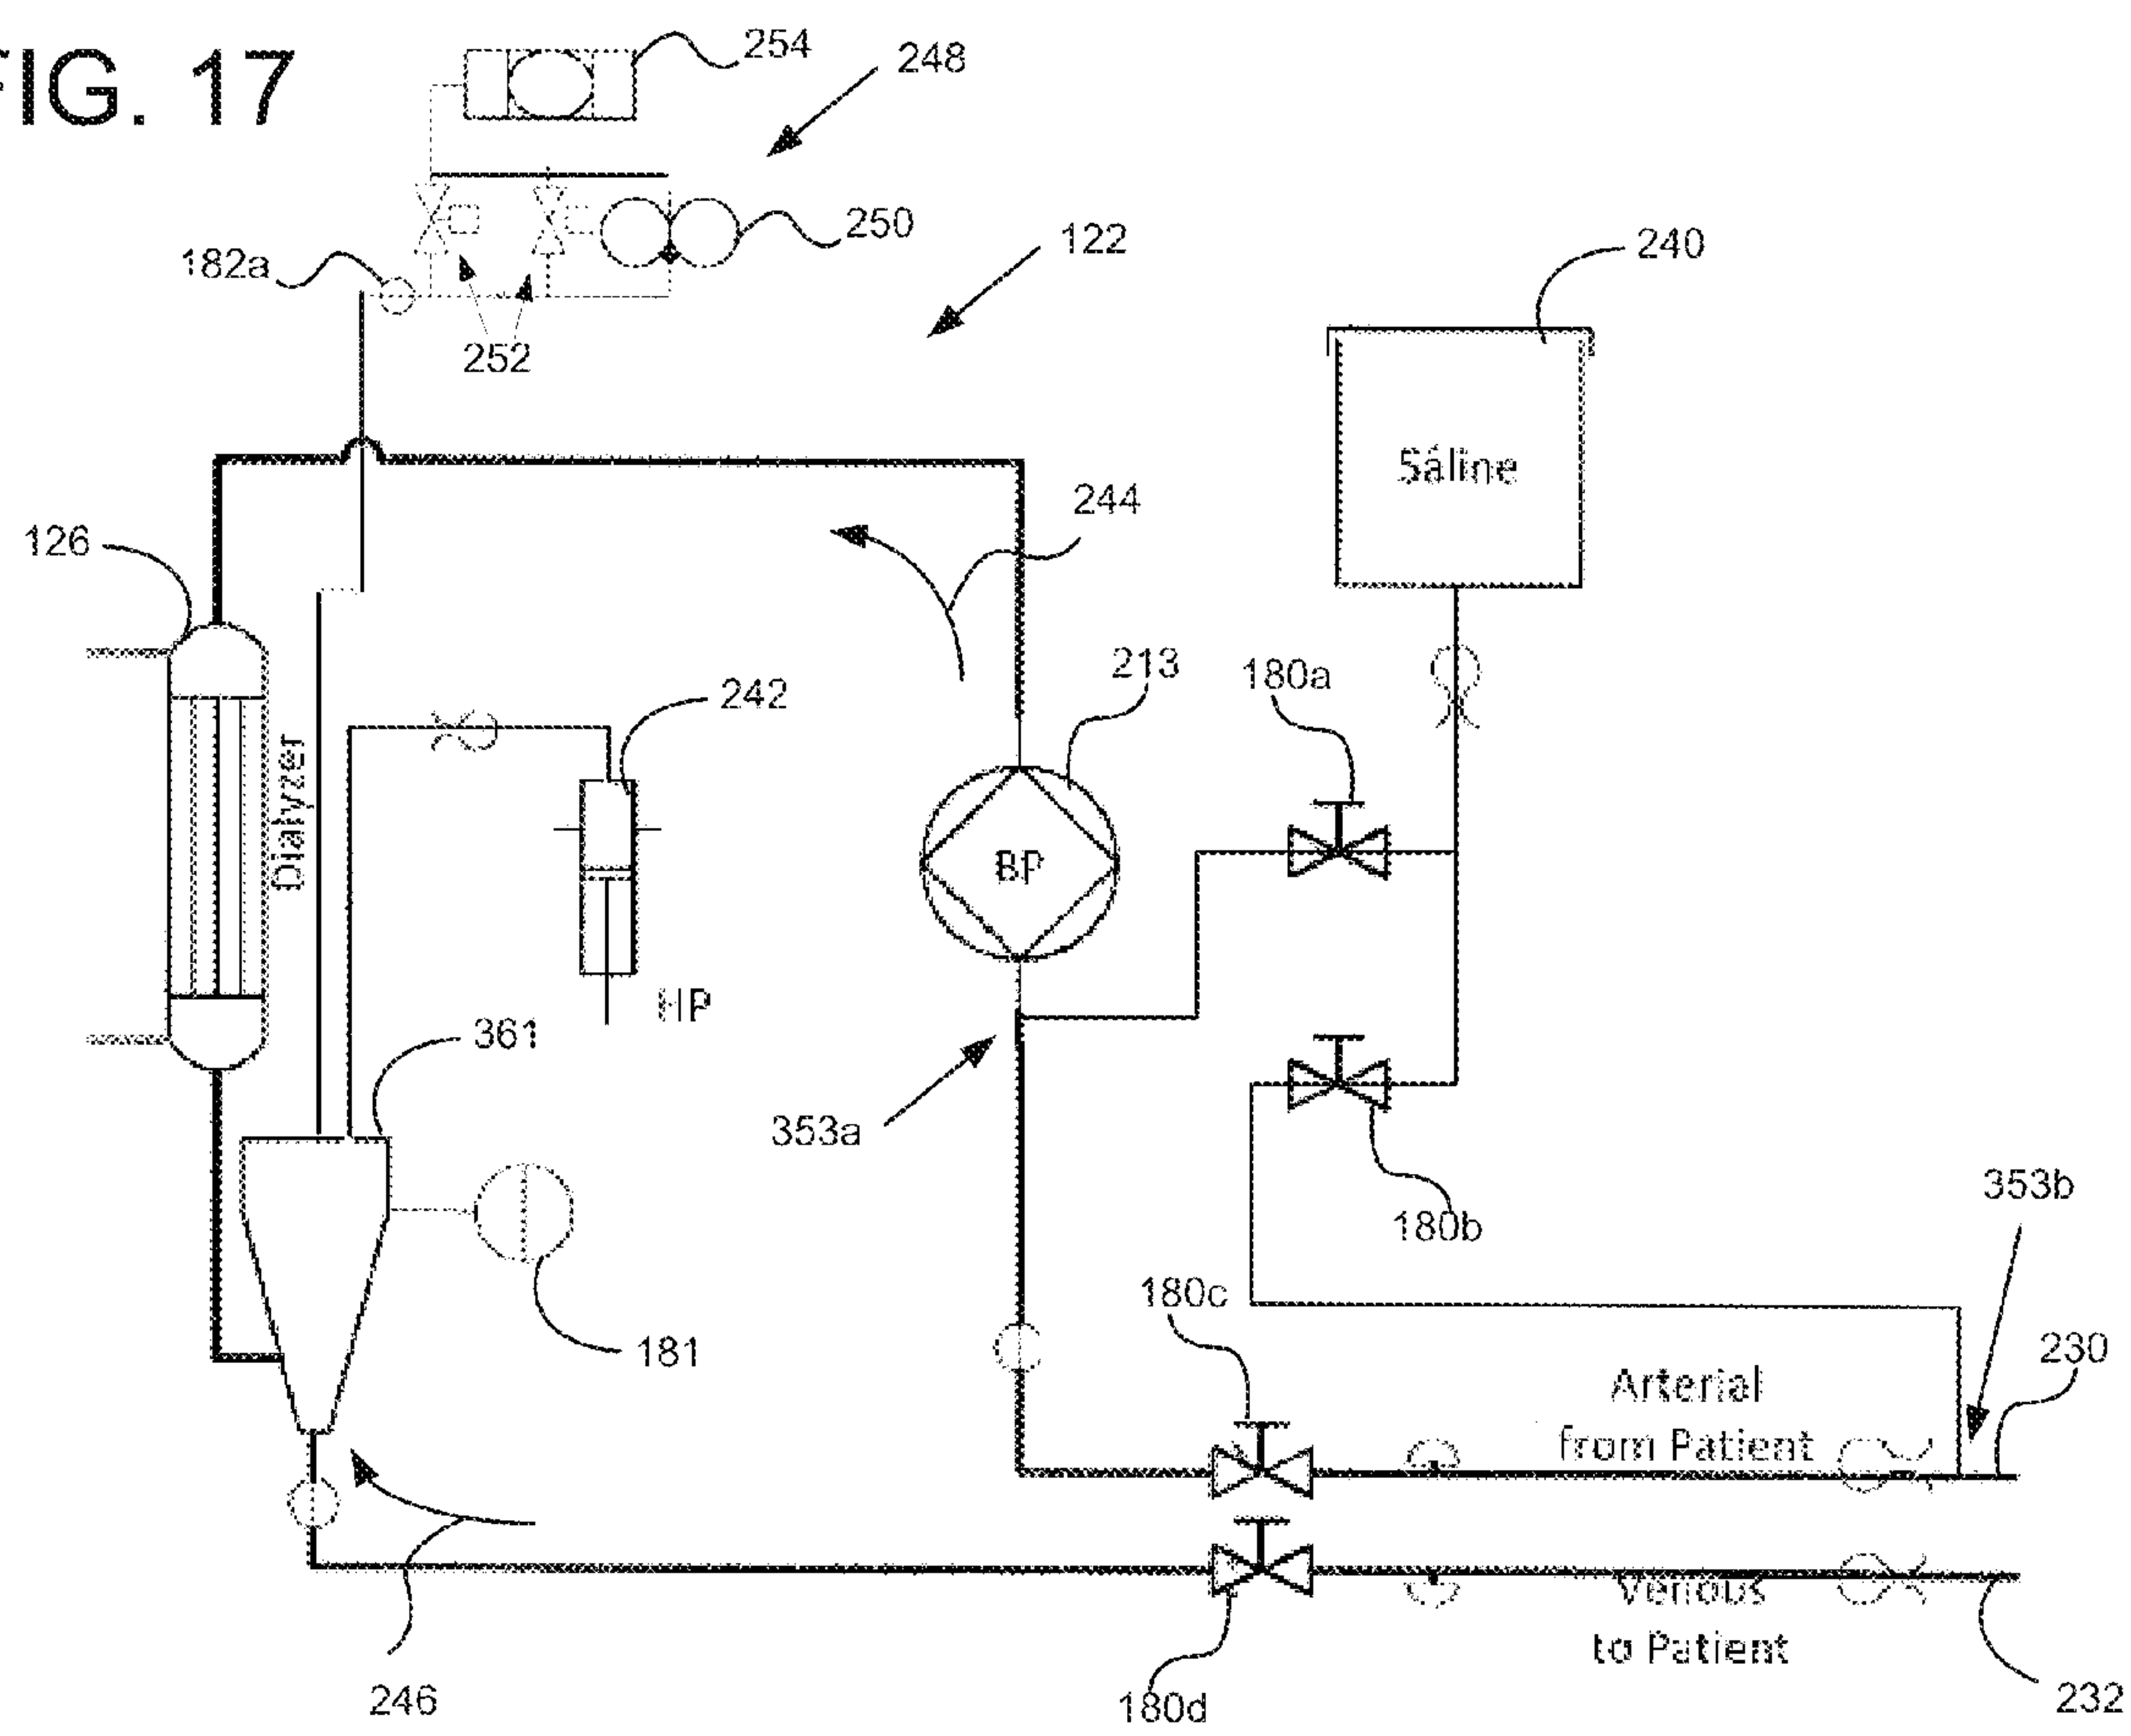 FIG. 17
254
248
250
182a
122
240
252
Saline
244
126
213
180a
242
Dialyzer
BP
HP
361
353a
353b
180b
180c
181
230
Arterial
from Patient
Venous
to Patient
246
180d
232